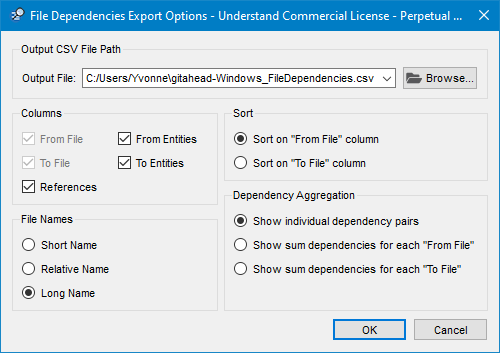 File Dependencies Export Options - Understand Commercial License - Perpetual ...
Output CSV File Path
Output File: C:/Users/Yvonne\gitahead-Windows_FileDependencies.csv Browse...
Columns
From File From Entities
To File To Entities
References
File Names
Short Name
Relative Name
Long Name
Sort
Sort on "From File" column
Sort on "To File" column
Dependency Aggregation
Show individual dependency pairs
Show sum dependencies for each "From File"
Show sum dependencies for each "To File"
OK Cancel